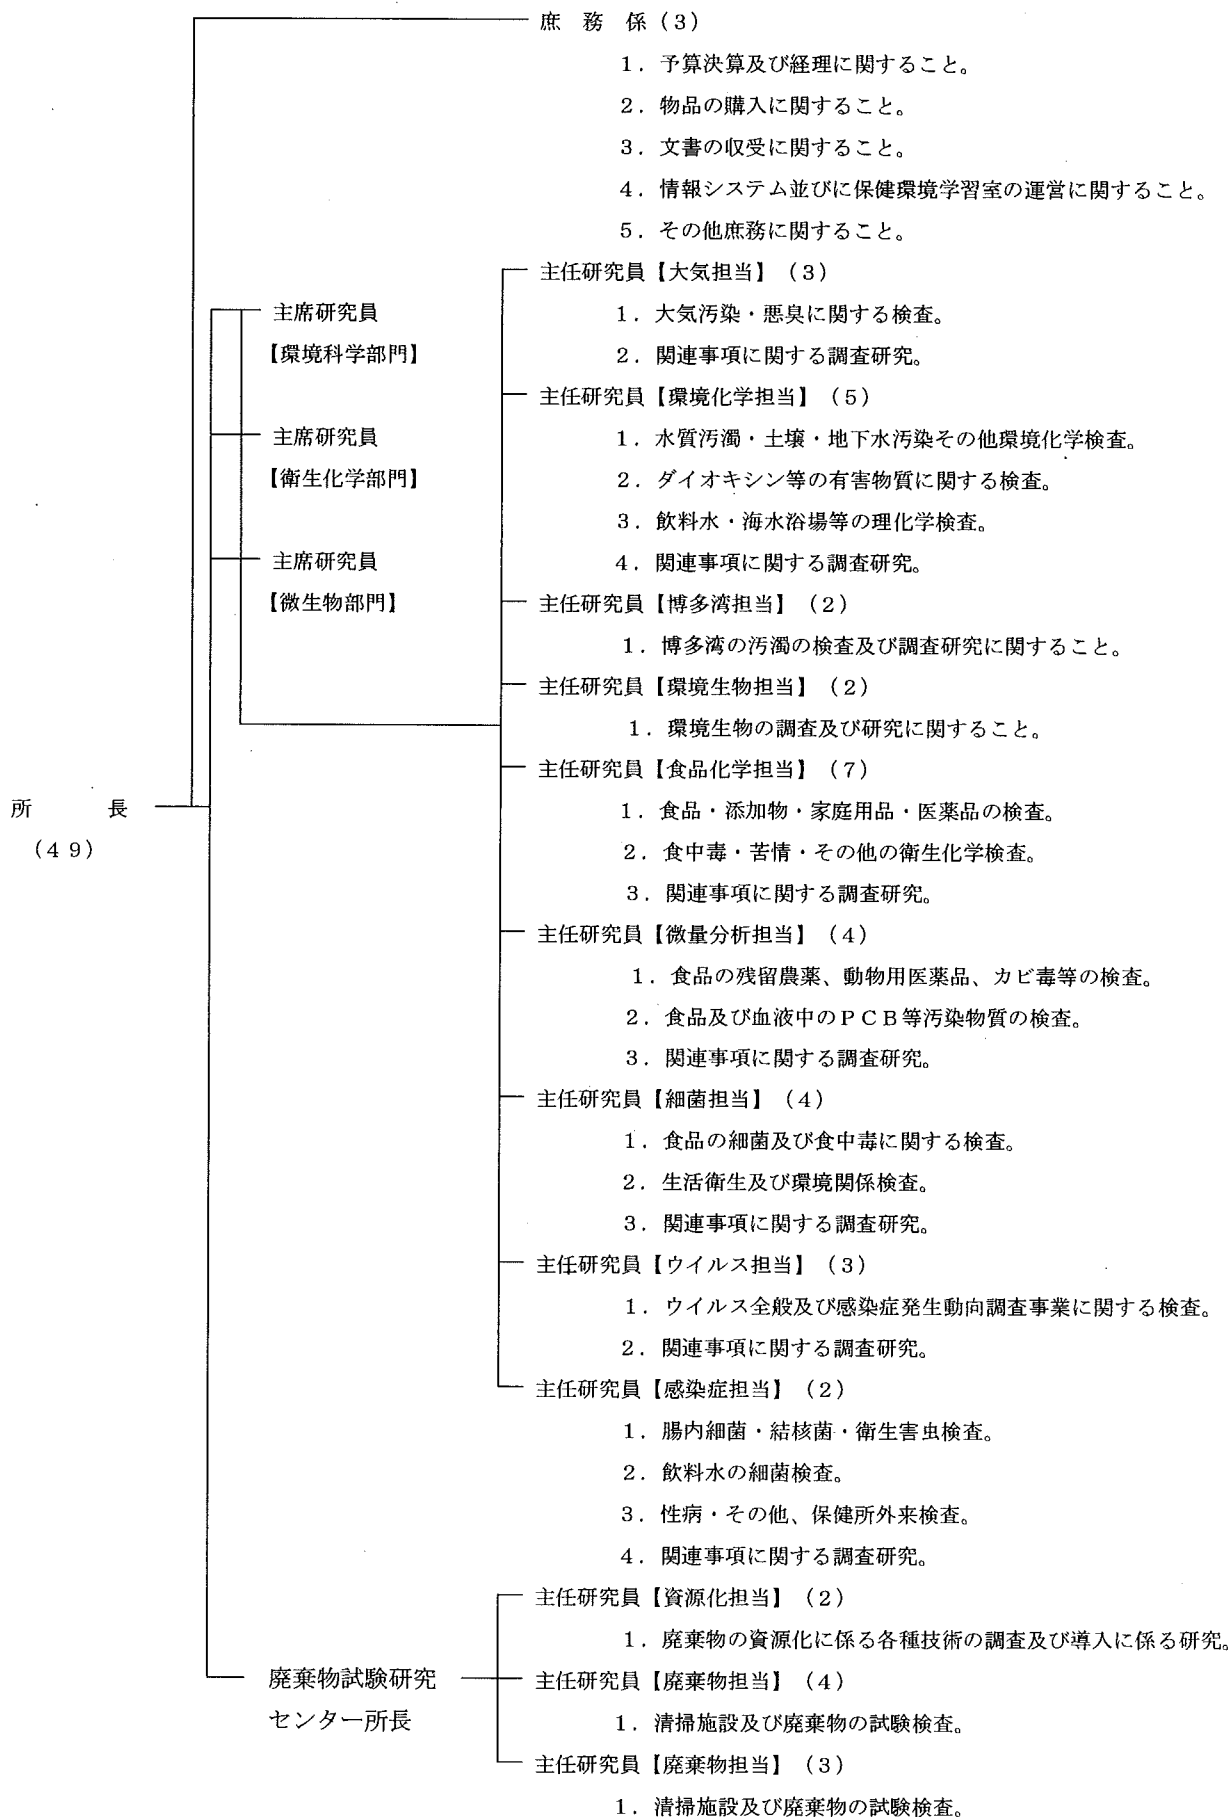 庶務係(3)
1．予算決算及び経理に関すること。
2．物品の購入に関すること。
3．文書の収受に関すること。
4．情報システム並びに保健環境学習室の運営に関すること。
5．その他庶務に関すること。
主任研究員【大気担当】(3)
主席研究員
1．大気汚染・悪臭に関する検査。
【環境科学部門】
2．関連事項に関する調査研究。
主任研究員【環境化学担当】(5)
主席研究員
1．水質汚濁・土壌・地下水汚染その他環境化学検査。
【衛生化学部門】
2．ダイオキシン等の有害物質に関する検査。
3．飲料水・海水浴場等の理化学検査。
主席研究員
4．関連事項に関する調査研究。
【微生物部門】
主任研究員【博多湾担当】(2)
1．博多湾の汚濁の検査及び調査研究に関すること。
主任研究員【環境生物担当】(2)
1．環境生物の調査及び研究に関すること。
主任研究員【食品化学担当】(7)
所長
(49)
1．食品・添加物・家庭用品・医薬品の検査。
2．食中毒・苦情・その他の衛生化学検査。
3．関連事項に関する調査研究。
主任研究員【微量分析担当】(4)
1．食品の残留農薬、動物用医薬品、カビ毒等の検査。
2．食品及び血液中のＰＣＢ等汚染物質の検査。
3．関連事項に関する調査研究。
主任研究員【細菌担当】(4)
1．食品の細菌及び食中毒に関する検査。
2．生活衛生及び環境関係検査。
3．関連事項に関する調査研究。
主任研究員【ウイルス担当】(3)
1．ウイルス全般及び感染症発生動向調査事業に関する検査。
2．関連事項に関する調査研究。
主任研究員【感染症担当】(2)
1．腸内細菌・結核菌・衛生害虫検査。
2．飲料水の細菌検査。
3．性病・その他、保健所外来検査。
4．関連事項に関する調査研究。
主任研究員【資源化担当】(2)
1．廃棄物の資源化に係る各種技術の調査及び導入に係る研究。
廃棄物試験研究
センター所長
主任研究員【廃棄物担当】(4)
1．清掃施設及び廃棄物の試験検査。
主任研究員【廃棄物担当】(3)
1．清掃施設及び廃棄物の試験検査。